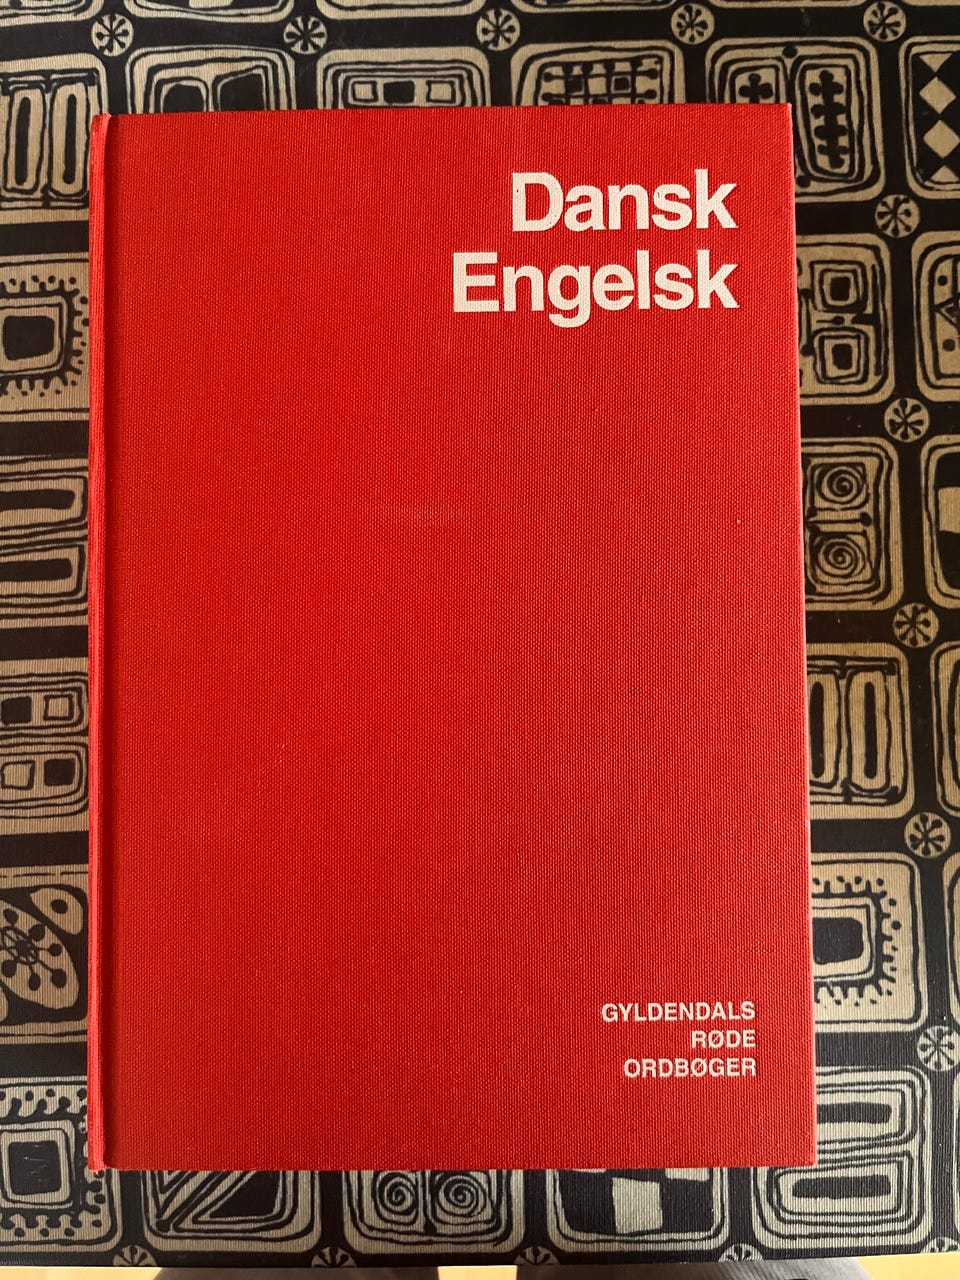 Dansk
Engelsk
GYLDENDALS
RØDE
ORDBØGER